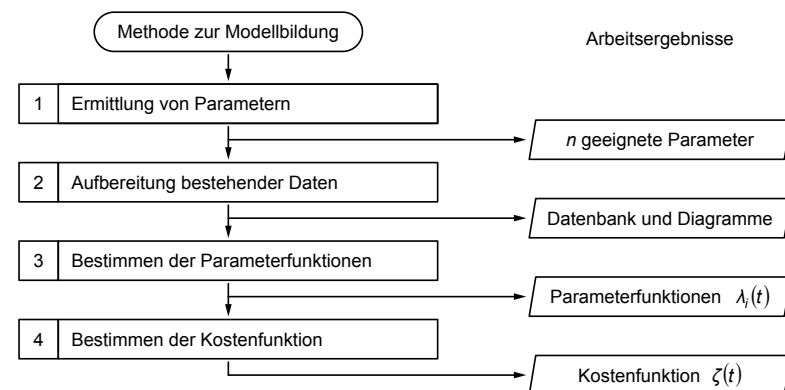 Methode zur Modellbildung
Arbeitsergebnisse
1 Ermittlung von Parametern
n geeignete Parameter
2 Aufbereitung bestehender Daten
Datenbank und Diagramme
3 Bestimmen der Parameterfunktionen
Parameterfunktionen λi(t)
4 Bestimmen der Kostenfunktion
Kostenfunktion ζ(t)